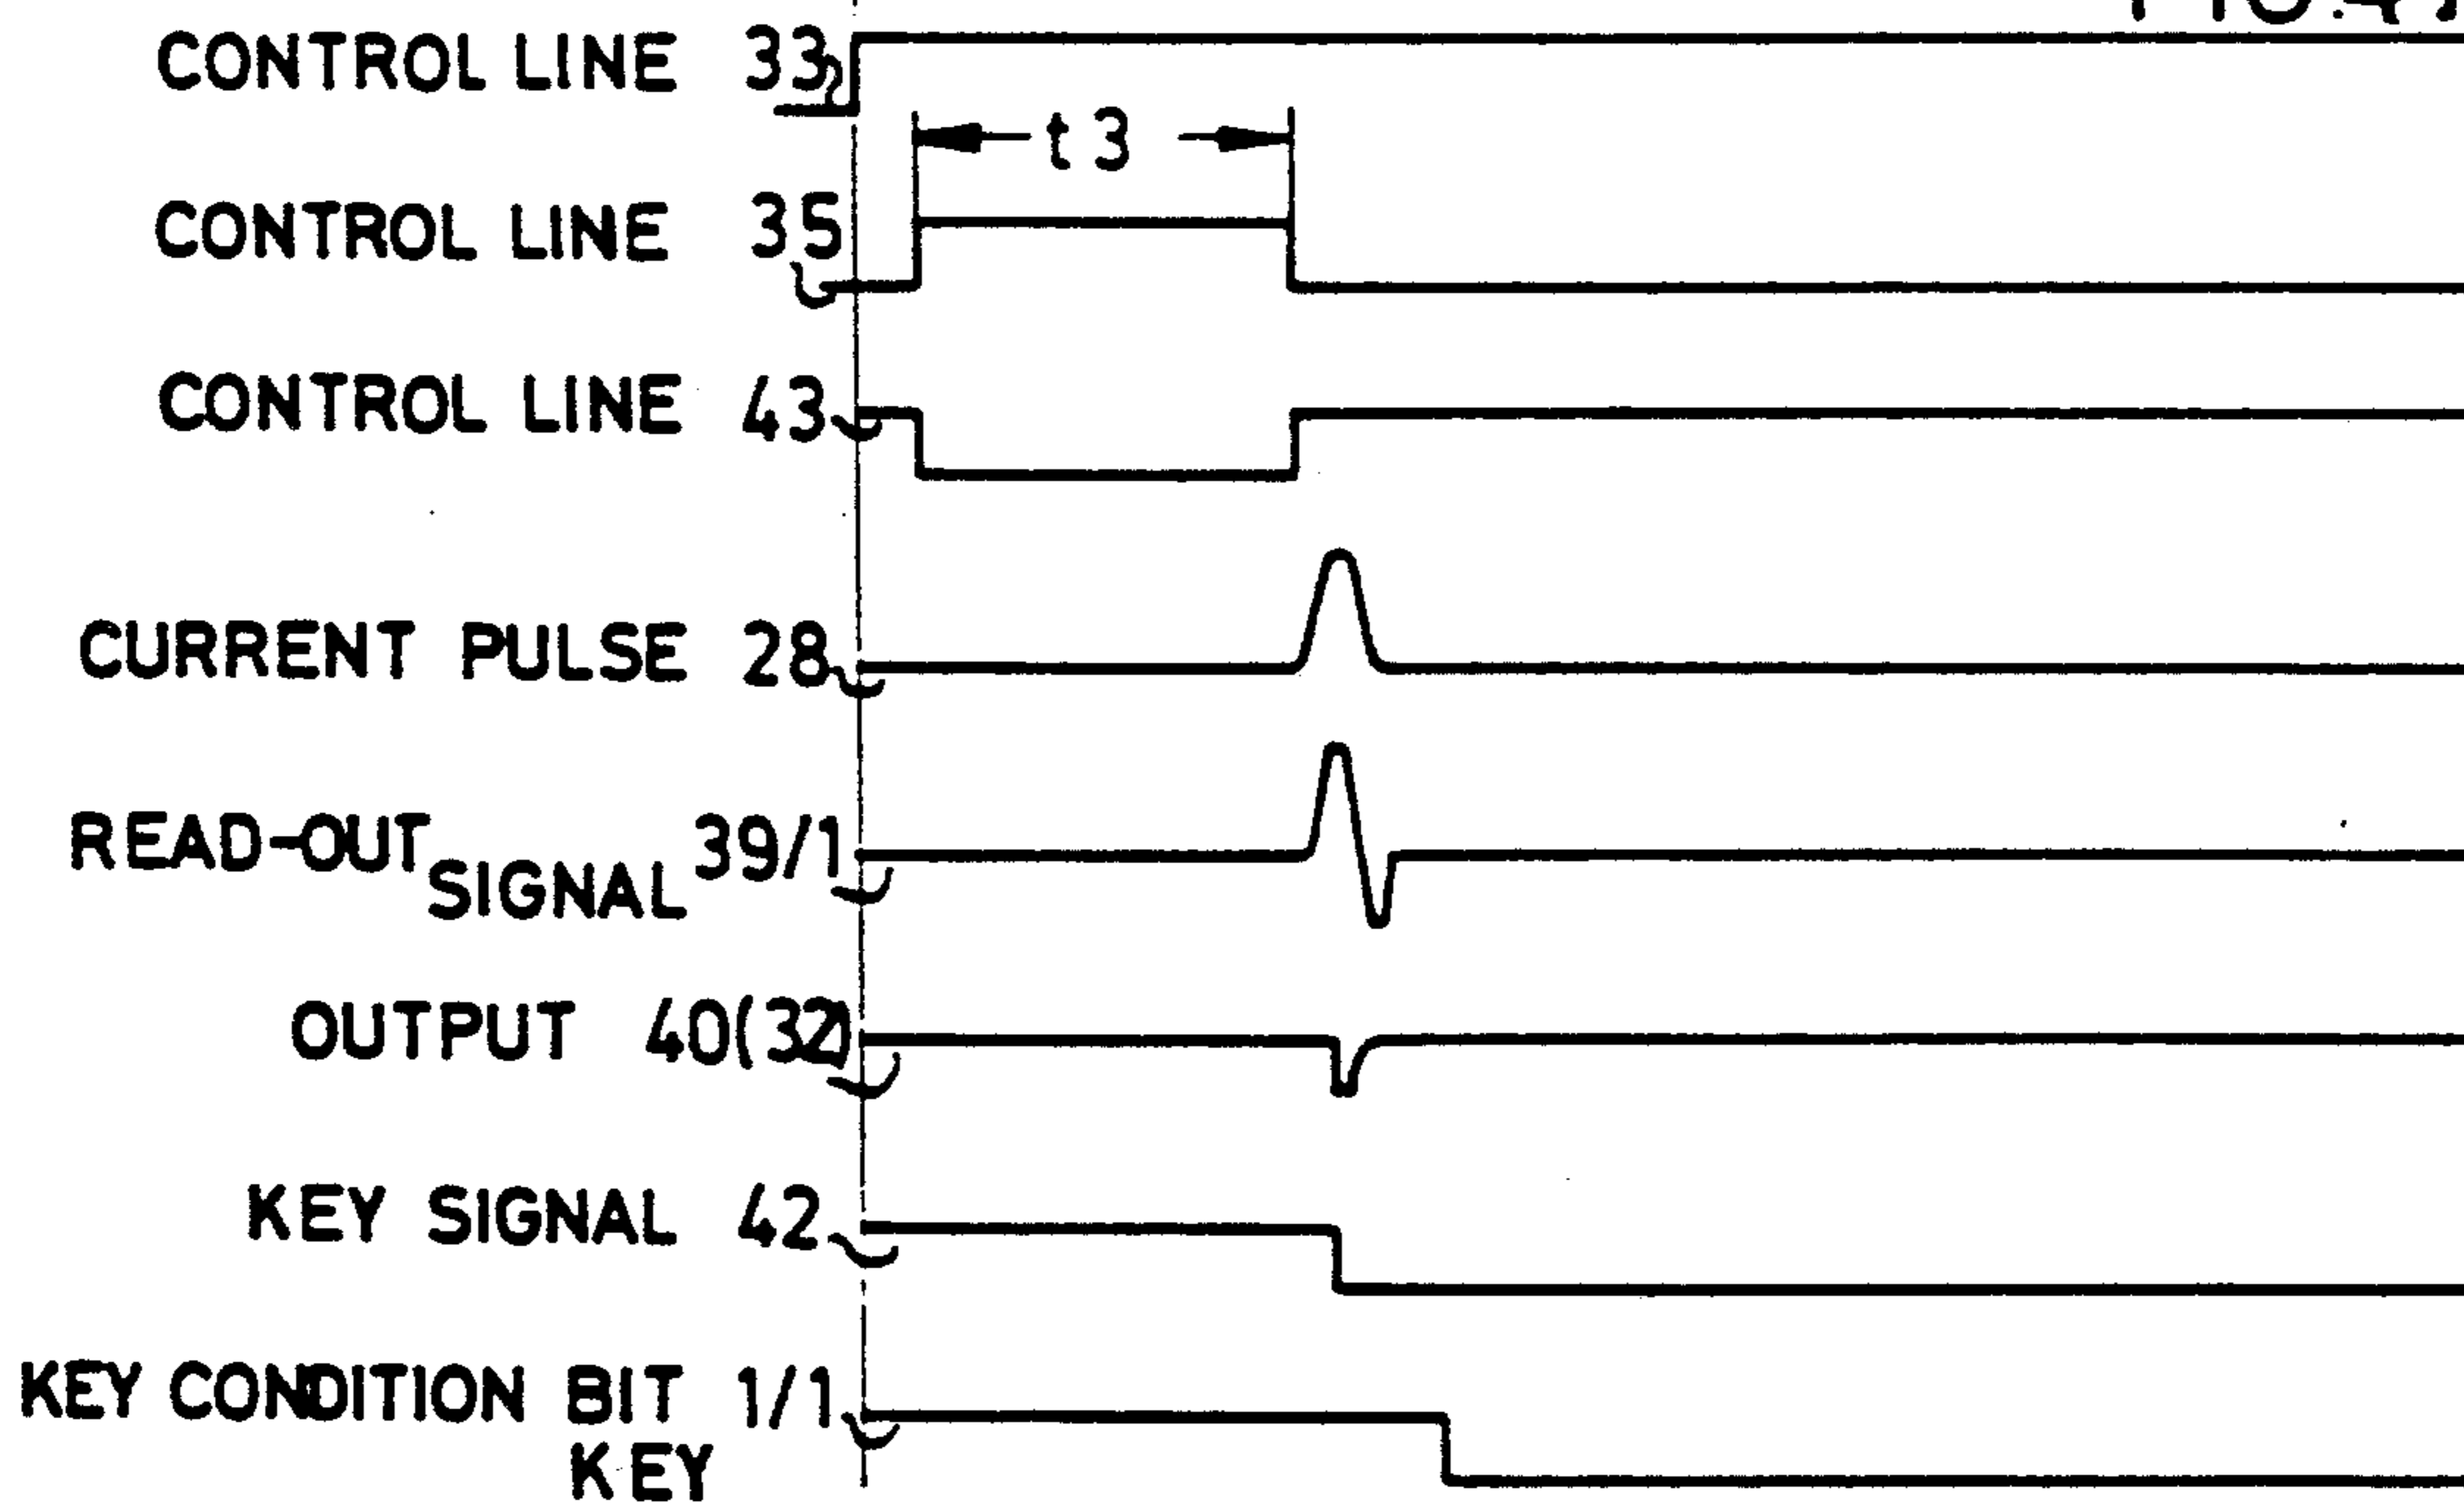 CONTROL LINE 33
t3
CONTROL LINE 35
CONTROL LINE 43
CURRENT PULSE 28
READ-OUT SIGNAL 39/1
OUTPUT 40(32)
KEY SIGNAL 42
KEY CONDITION BIT 1/1
KEY